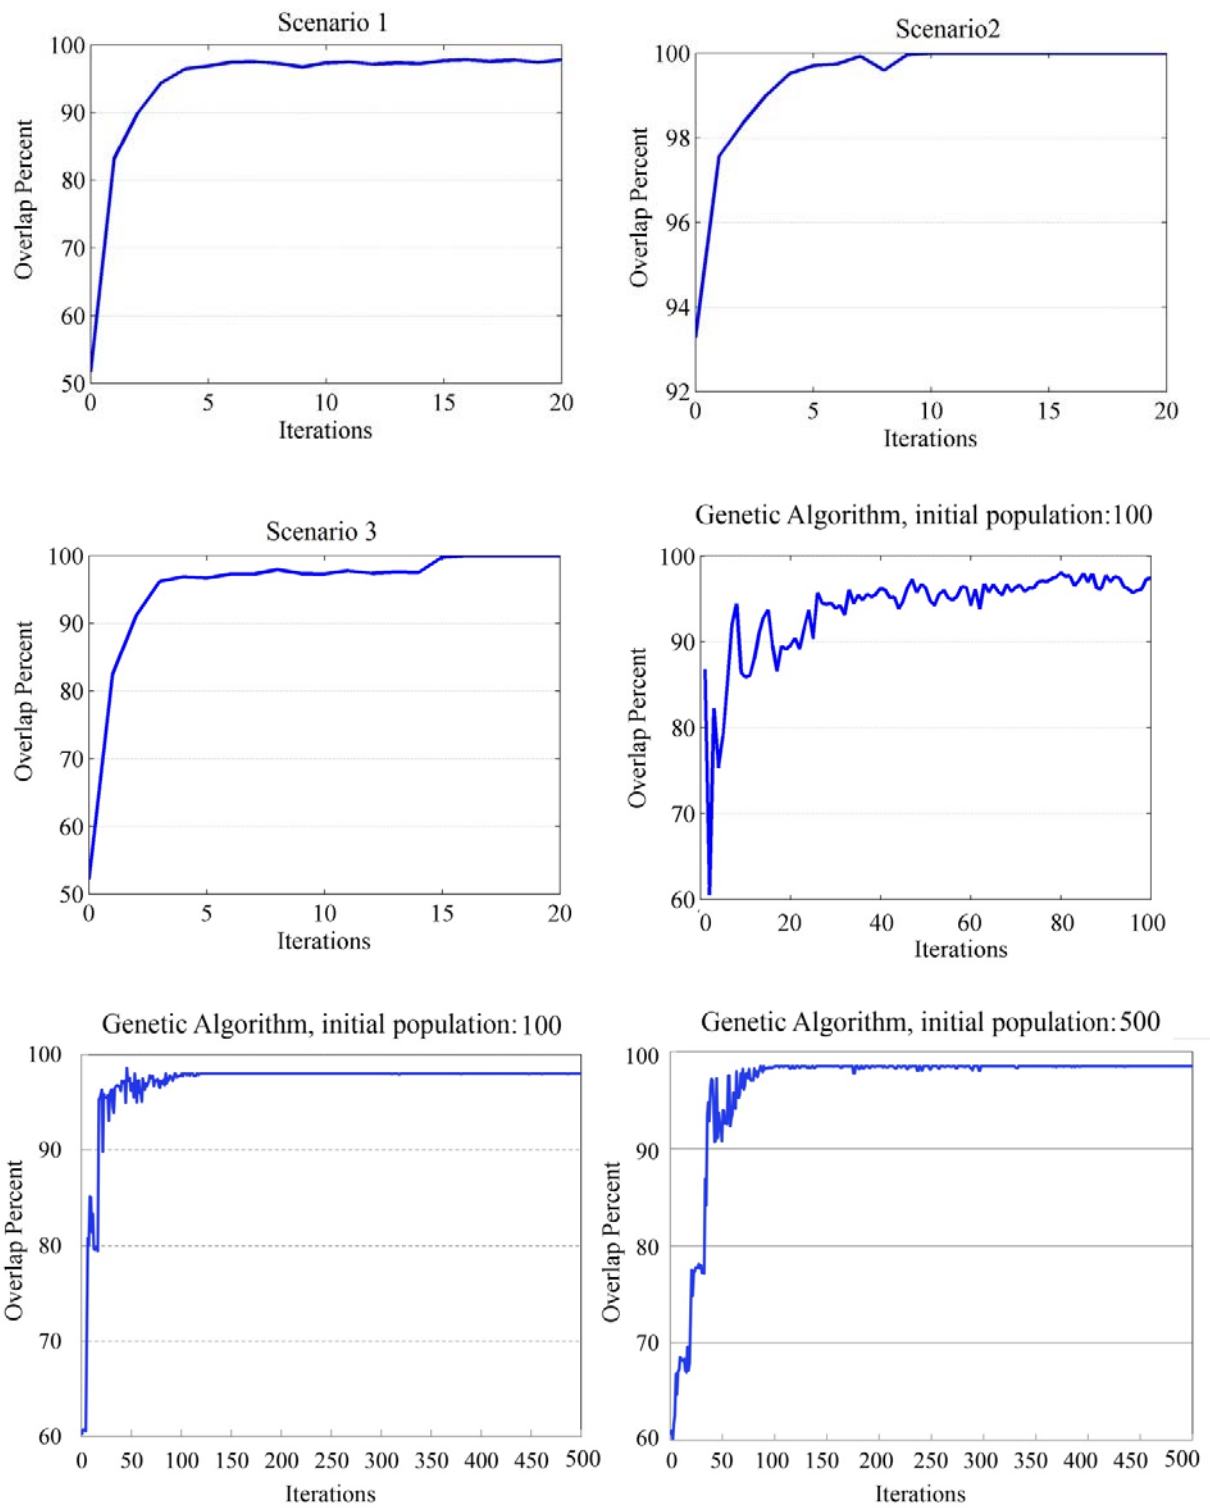 Scenario 1
100
90
80
70
60
50
Overlap Percent
0 5 10 15 20
Iterations
Scenario2
100
98
96
94
92
Overlap Percent
0 5 10 15 20
Iterations
Scenario 3
100
90
80
70
60
50
Overlap Percent
0 5 10 15 20
Iterations
Genetic Algorithm, initial population:100
100
90
80
70
60
Overlap Percent
0 20 40 60 80 100
Iterations
Genetic Algorithm, initial population:100
100
90
80
70
60
Overlap Percent
0 50 100 150 200 250 300 350 400 450 500
Iterations
Genetic Algorithm, initial population:500
100
90
80
70
60
Overlap Percent
0 50 100 150 200 250 300 350 400 450 500
Iterations